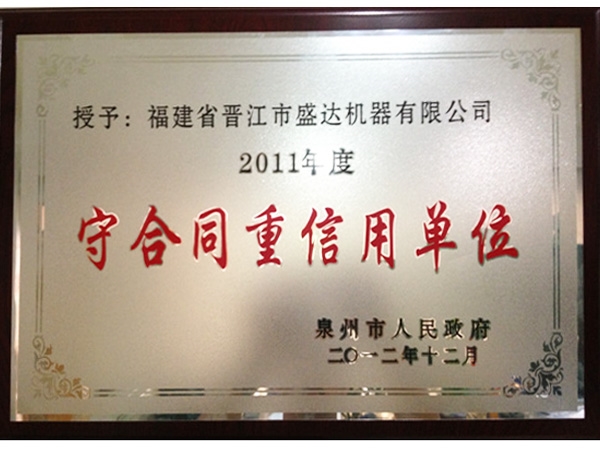 授予：福建省晋江市盛达机器有限公司
2011年度
守合同重信用单位
泉州市人民政府
二〇一二年十二月